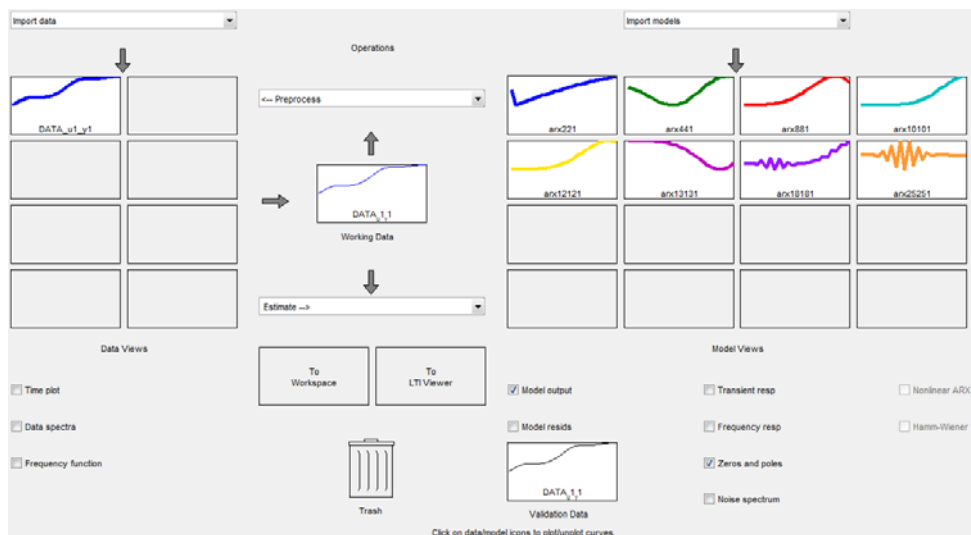 Import data
Import models
Operations
DATA_u1_y1
<-- Preprocess
arx221
arx441
arx881
arx10101
DATA_u1_y1
Working Data
arx12121
arx13131
arx18181
arx25251
Estimate -->
Data Views
Model Views
To
Workspace
To
LTI Viewer
Time plot
Model output
Transient resp
Nonlinear ARX
Data spectra
Model resids
Frequency resp
Hamm-Wiener
Frequency function
Zeros and poles
Trash
Validation Data
Noise spectrum
Click on data/model icons to plot/unplot curves.